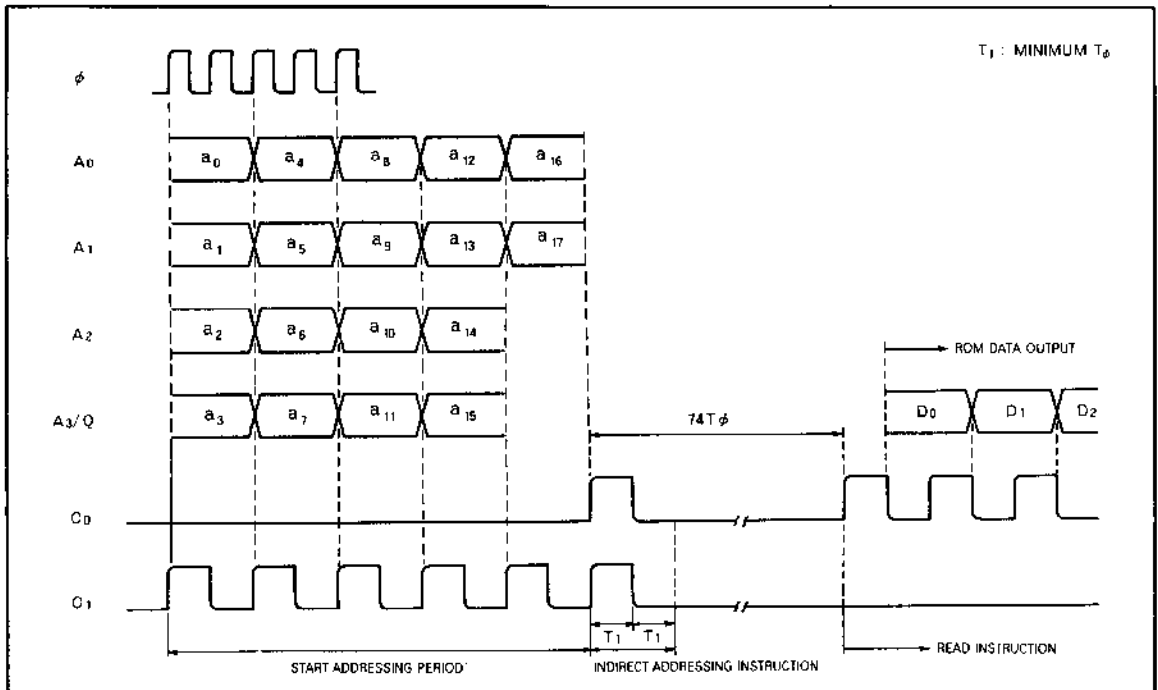 T₁ : MINIMUM Tφ
φ
A₀ a₀ a₄ a₈ a₁₂ a₁₆
A₁ a₁ a₅ a₉ a₁₃ a₁₇
A₂ a₂ a₆ a₁₀ a₁₄
ROM DATA OUTPUT
A₃/Q a₃ a₇ a₁₁ a₁₅ D₀ D₁ D₂
74Tφ
C₀
C₁
T₁ T₁
START ADDRESSING PERIOD INDIRECT ADDRESSING INSTRUCTION READ INSTRUCTION